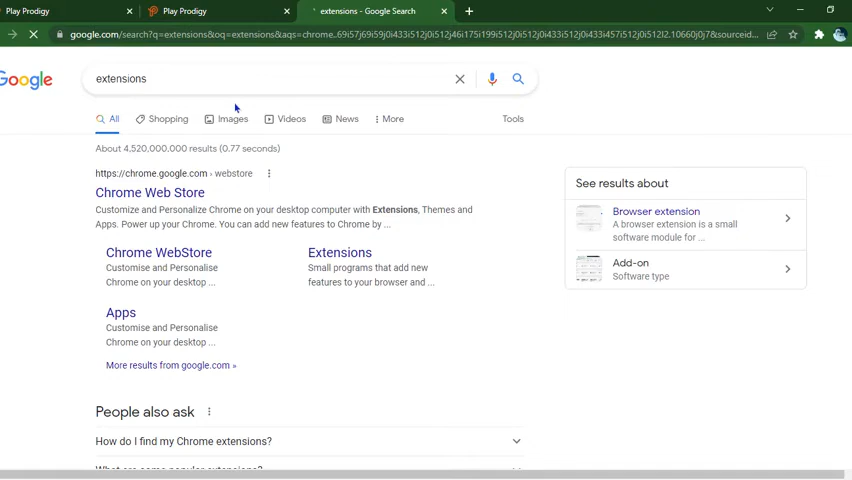 Play Prodigy
Play Prodigy
extensions - Google Search
google.com/search?q=extensions&oq=extensions&aqs=chrome..69i57j69i59j0i433i512j0i512j46i175i199i512j0i512j0i433i512j0i433i457i512j0i512l2.10660j0j7&sourceid...
Google
extensions
All
Shopping
Images
Videos
News
More
Tools
About 4,520,000,000 results (0.77 seconds)
https://chrome.google.com › webstore
Chrome Web Store
Customize and Personalize Chrome on your desktop computer with Extensions, Themes and
Apps. Power up your Chrome. You can add new features to Chrome by ...
Chrome WebStore
Customise and Personalise
Chrome on your desktop ...
Extensions
Small programs that add new
features to your browser and ...
Apps
Customise and Personalise
Chrome on your desktop ...
More results from google.com »
See results about
Browser extension
A browser extension is a small
software module for ...
Add-on
Software type
People also ask
How do I find my Chrome extensions?
What are some popular extensions?